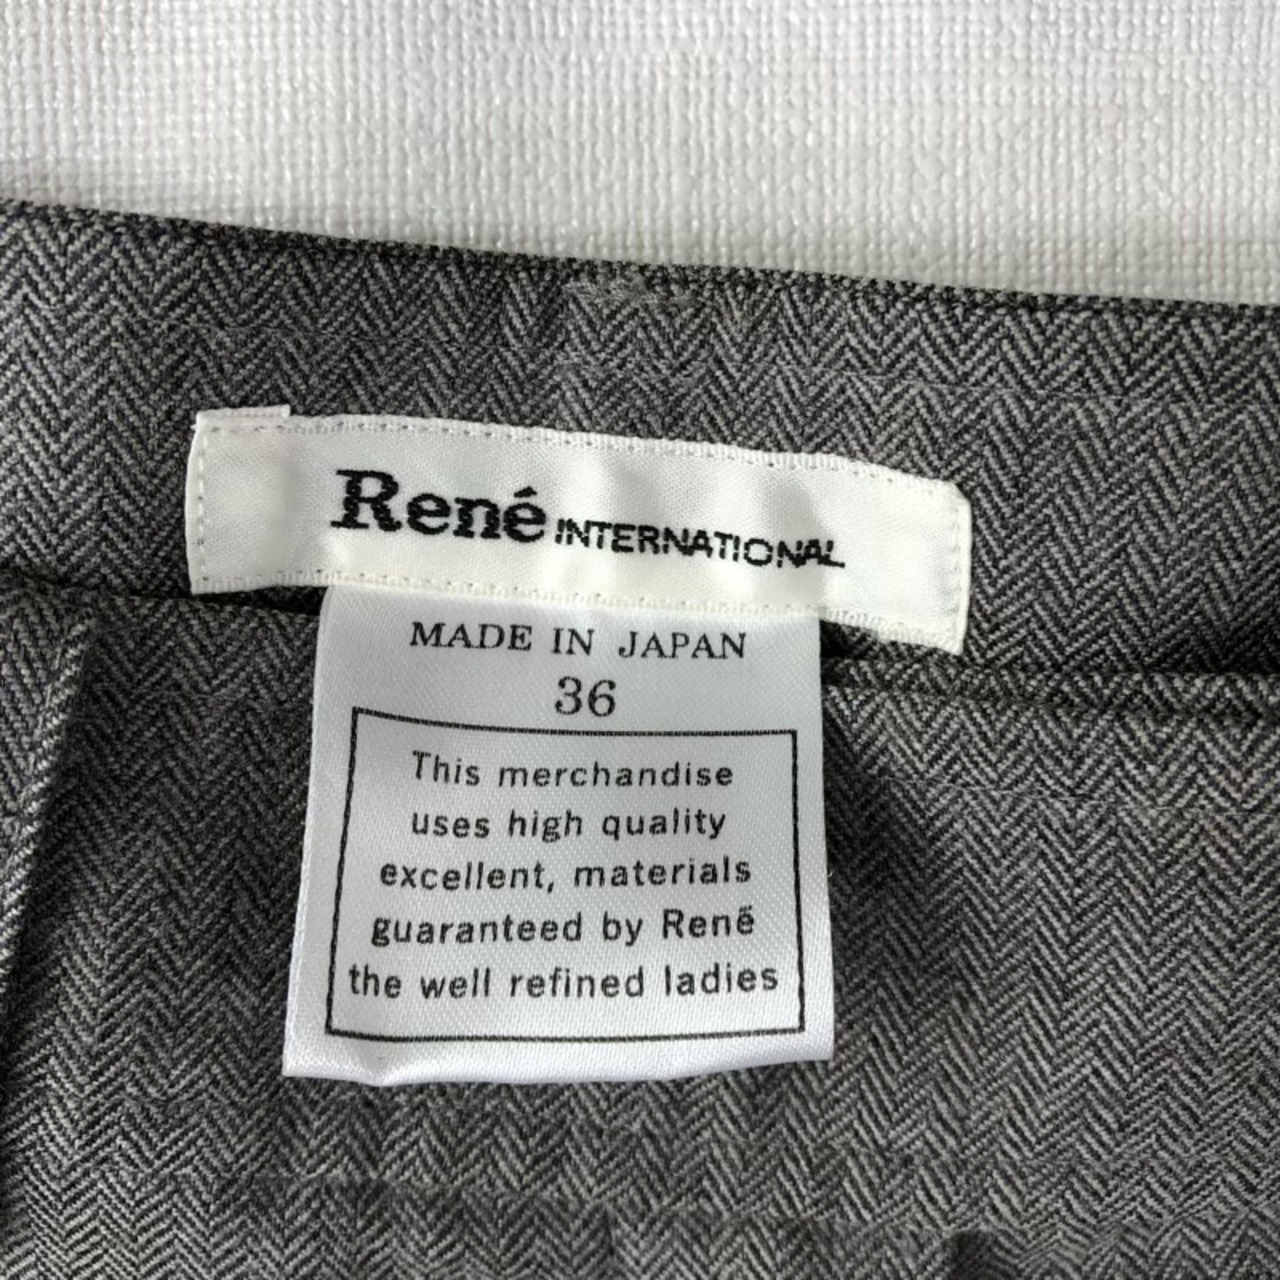 René INTERNATIONAL
MADE IN JAPAN
36
This merchandise
uses high quality
excellent, materials
guaranteed by Renë
the well refined ladies